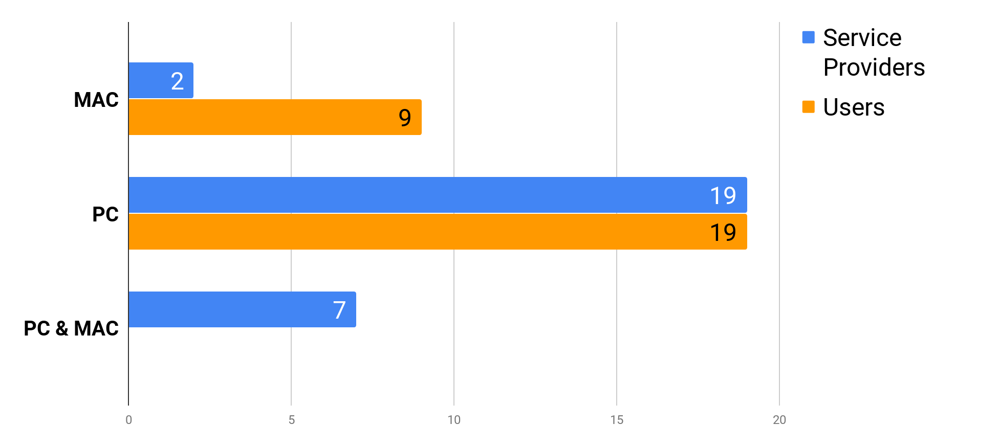 Service
Providers
Users
MAC
2
9
PC
19
19
PC & MAC
7
0 5 10 15 20